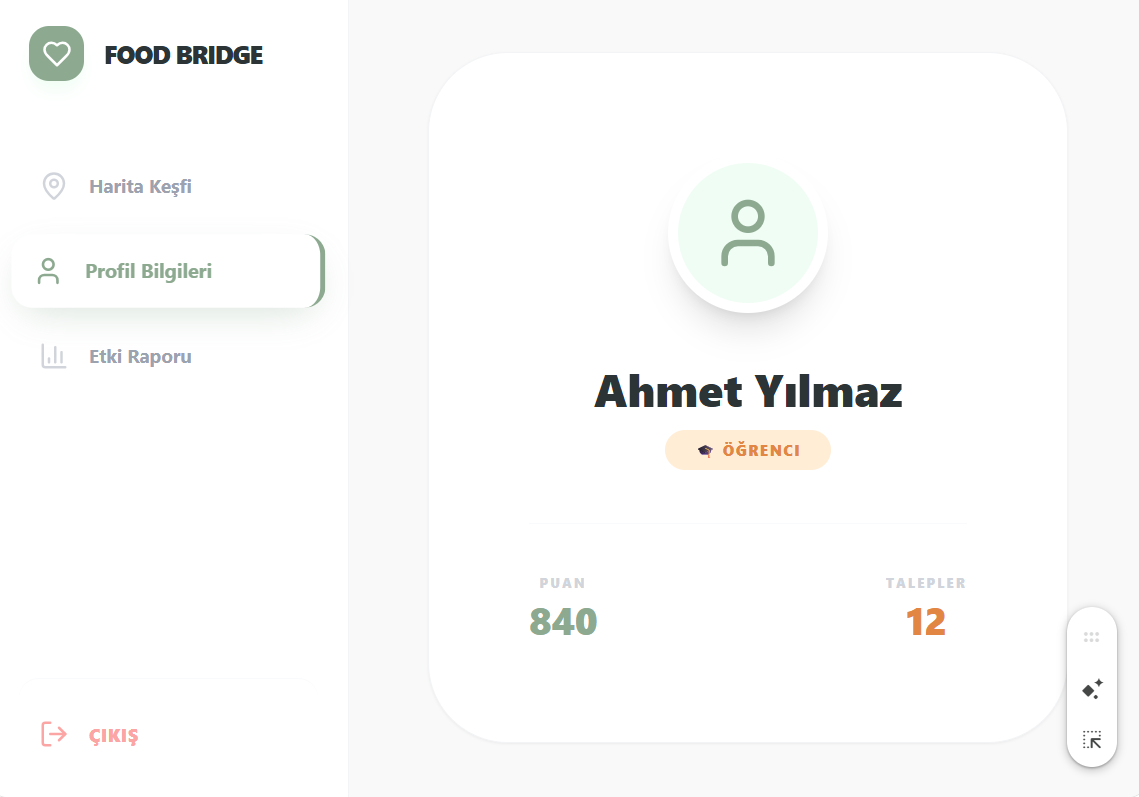 FOOD BRIDGE
Harita Keşfi
Profil Bilgileri
Etki Raporu
ÇIKIŞ
Ahmet Yılmaz
ÖĞRENCI
PUAN
840
TALEPLER
12